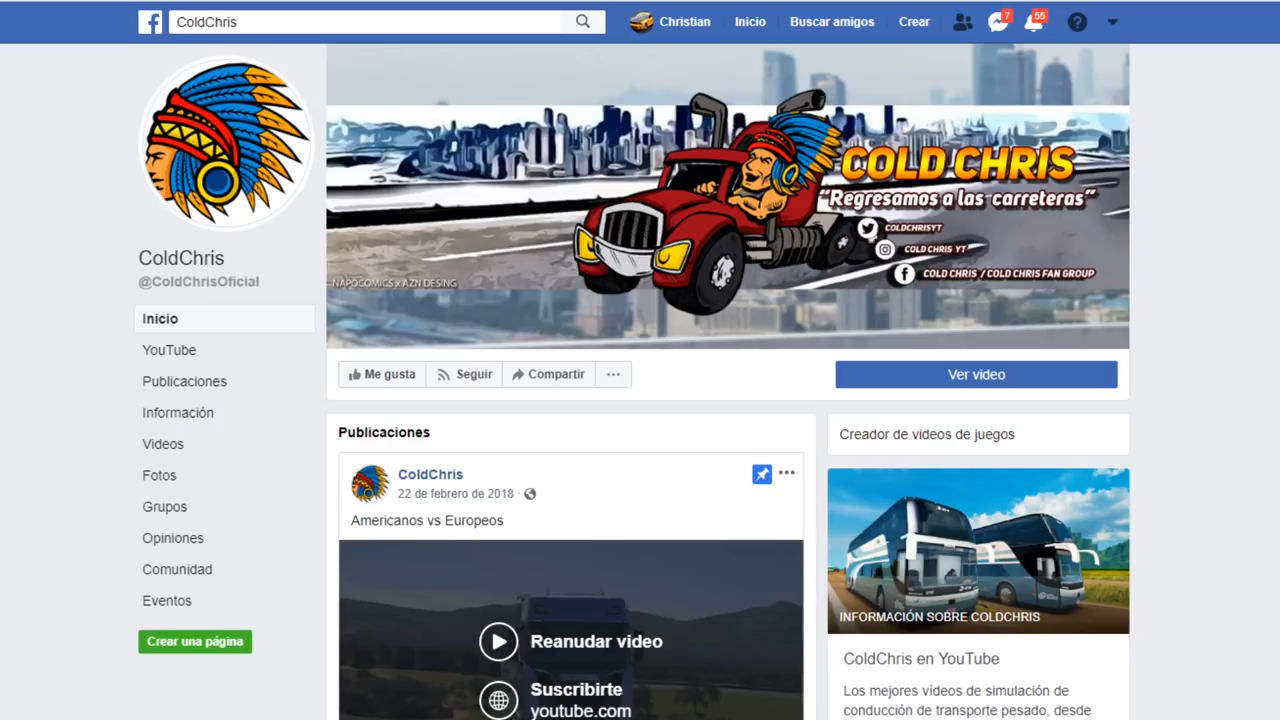 ColdChris
Christian
Inicio
Buscar amigos
Crear
7
55
COLD CHRIS
"Regresamos a las carreteras"
COLDCHRISYT
COLD CHRIS YT
COLD CHRIS / COLD CHRIS FAN GROUP
NAPOCOMICS x AZN DESING
ColdChris
@ColdChrisOficial
Inicio
YouTube
Publicaciones
Información
Videos
Fotos
Grupos
Opiniones
Comunidad
Eventos
Crear una página
Me gusta
Seguir
Compartir
Ver video
Publicaciones
ColdChris
22 de febrero de 2018 ·
Americanos vs Europeos
Reanudar video
Suscribirte
youtube.com
Creador de videos de juegos
INFORMACIÓN SOBRE COLDCHRIS
ColdChris en YouTube
Los mejores vídeos de simulación de
conducción de transporte pesado, desde